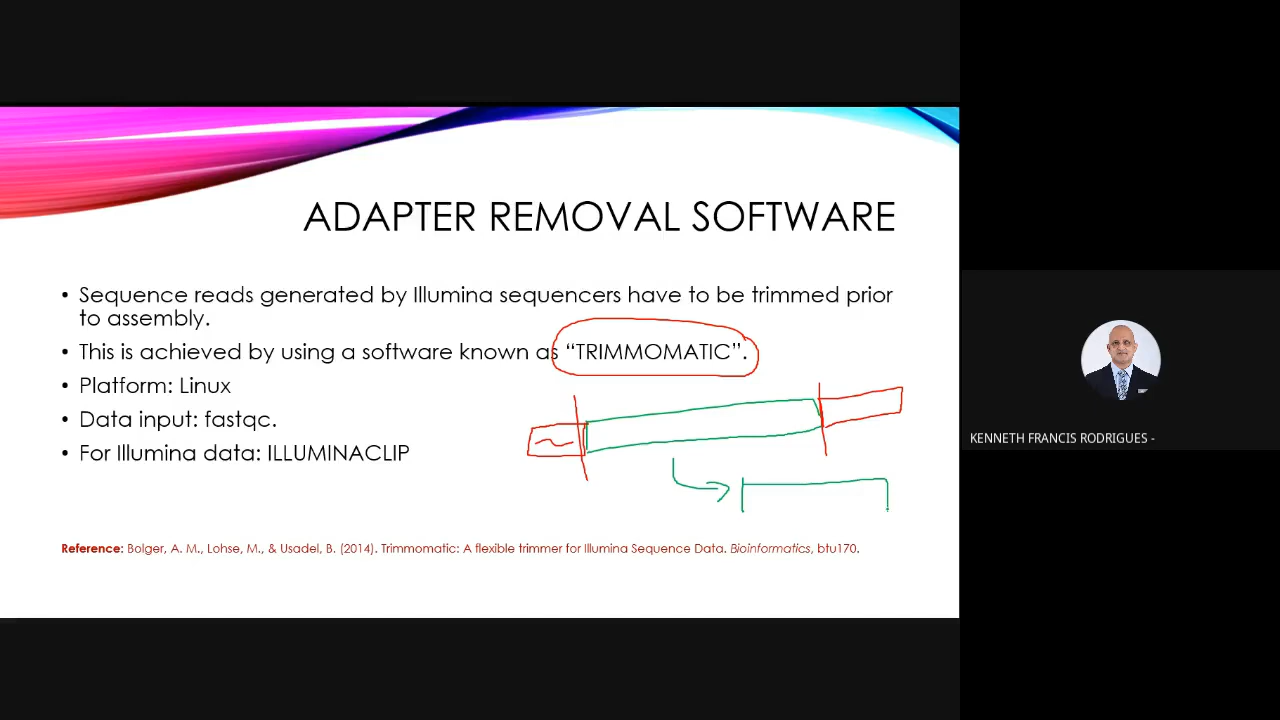 ADAPTER REMOVAL SOFTWARE
• Sequence reads generated by Illumina sequencers have to be trimmed prior
to assembly.
• This is achieved by using a software known as “TRIMMOMATIC”.
• Platform: Linux
• Data input: fastqc.
• For Illumina data: ILLUMINACLIP
Reference: Bolger, A. M., Lohse, M., & Usadel, B. (2014). Trimmomatic: A flexible trimmer for Illumina Sequence Data. Bioinformatics, btu170.
KENNETH FRANCIS RODRIGUES -